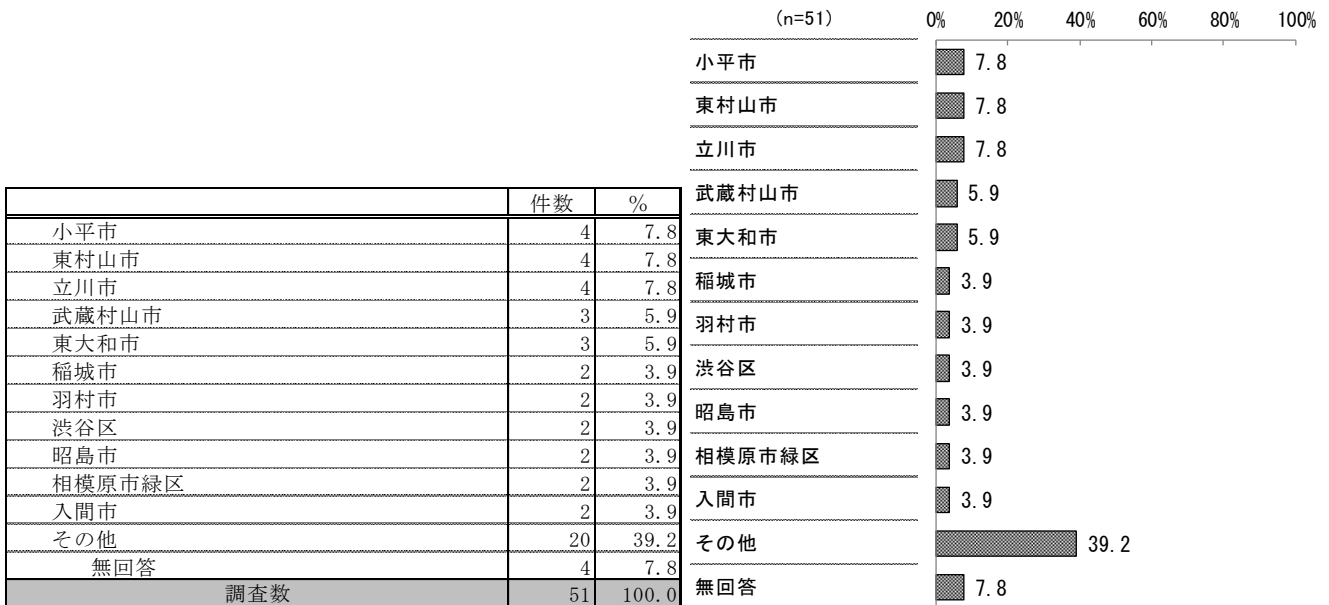 件数 %
小平市 4 7.8
東村山市 4 7.8
立川市 4 7.8
武蔵村山市 3 5.9
東大和市 3 5.9
稲城市 2 3.9
羽村市 2 3.9
渋谷区 2 3.9
昭島市 2 3.9
相模原市緑区 2 3.9
入間市 2 3.9
その他 20 39.2
無回答 4 7.8
調査数 51 100.0
(n=51) 0% 20% 40% 60% 80% 100%
小平市 7.8
東村山市 7.8
立川市 7.8
武蔵村山市 5.9
東大和市 5.9
稲城市 3.9
羽村市 3.9
渋谷区 3.9
昭島市 3.9
相模原市緑区 3.9
入間市 3.9
その他 39.2
無回答 7.8